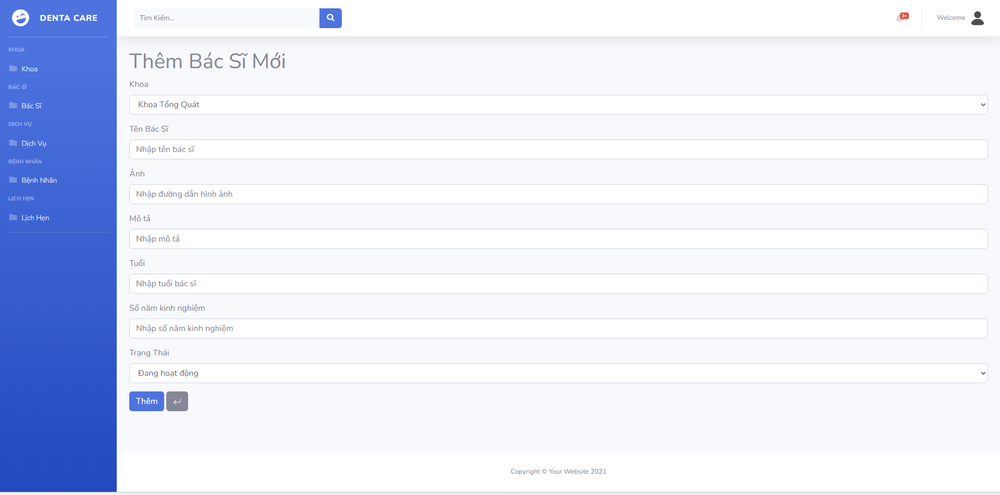 DENTA CARE
Tìm Kiếm...
3+
Welcome
KHOA
Khoa
BÁC SĨ
Bác Sĩ
DỊCH VỤ
Dịch Vụ
BỆNH NHÂN
Bệnh Nhân
LỊCH HẸN
Lịch Hẹn
Thêm Bác Sĩ Mới
Khoa
Khoa Tổng Quát
Tên Bác Sĩ
Nhập tên bác sĩ
Ảnh
Nhập đường dẫn hình ảnh
Mô tả
Nhập mô tả
Tuổi
Nhập tuổi bác sĩ
Số năm kinh nghiệm
Nhập số năm kinh nghiệm
Trạng Thái
Đang hoạt động
Thêm
Copyright © Your Website 2021